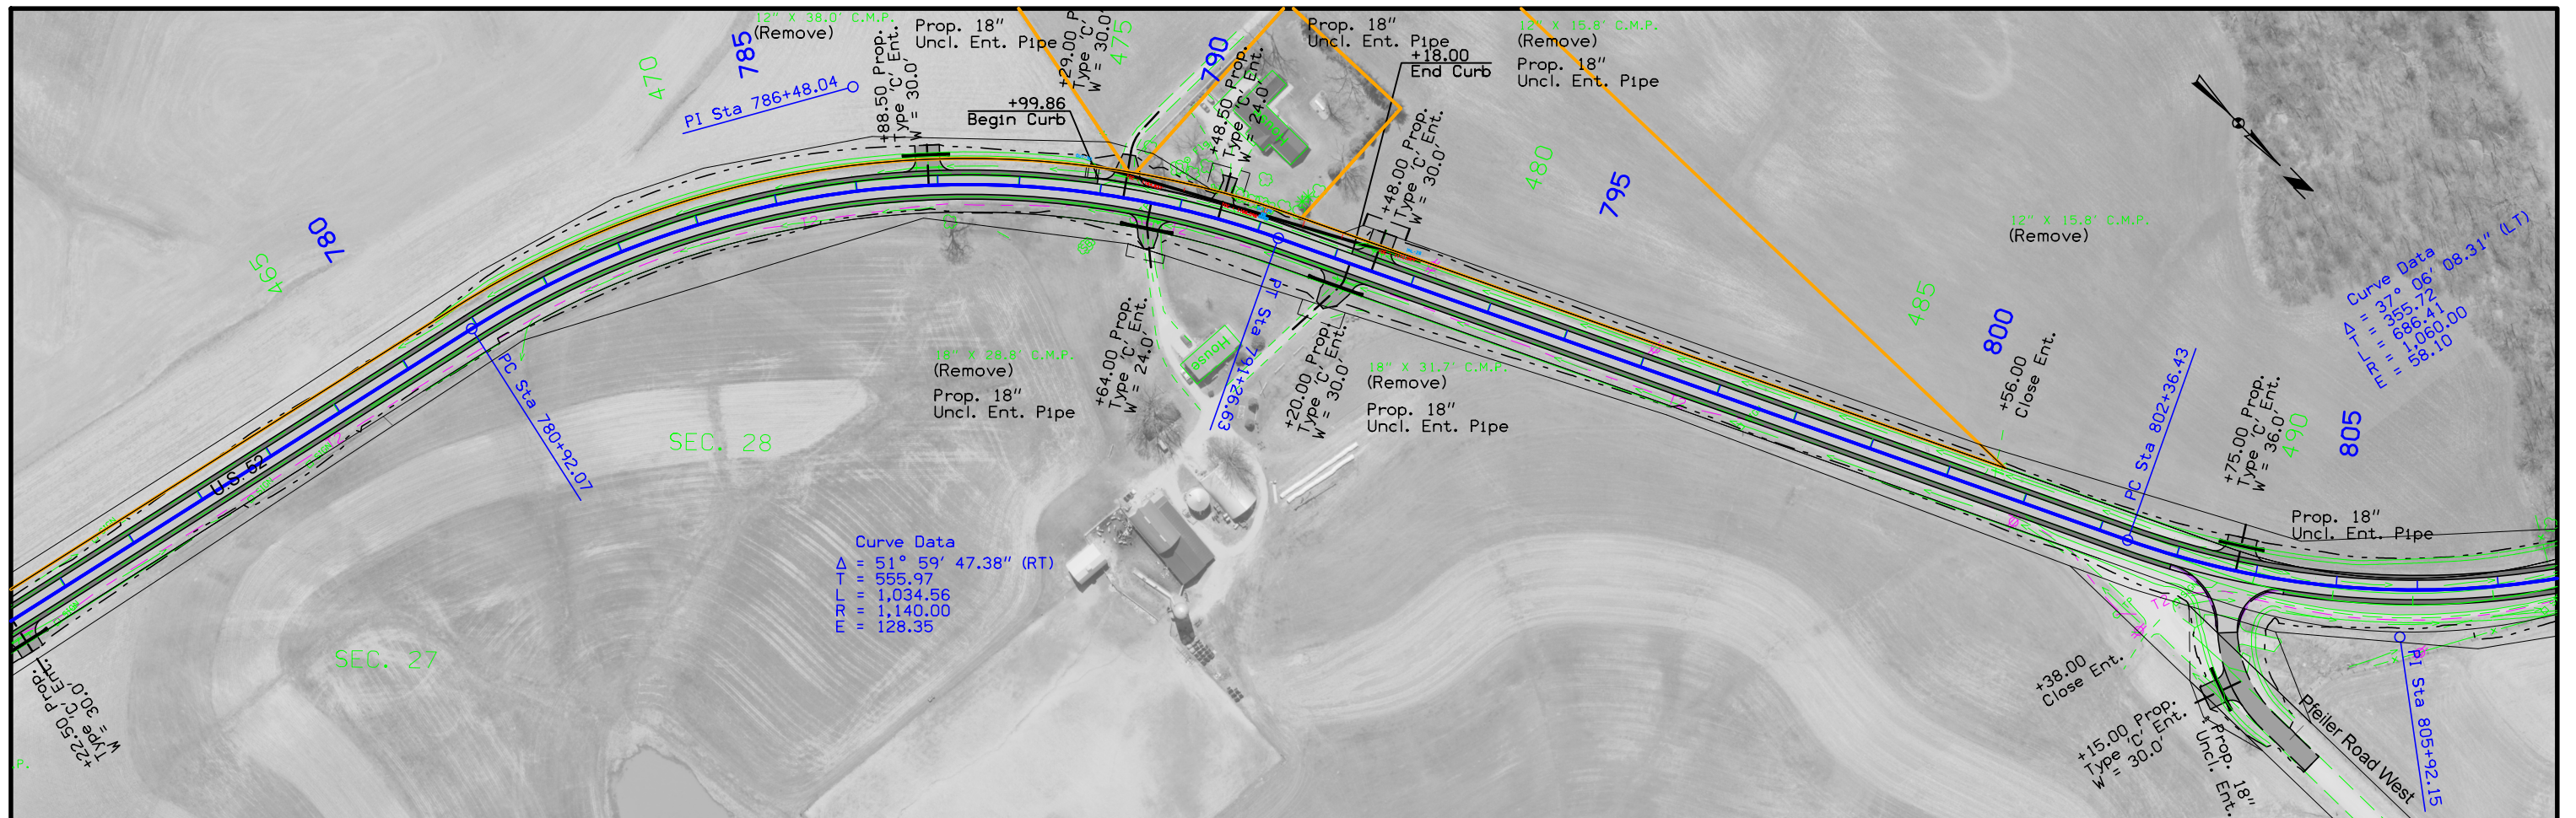 12" X 38.0' C.M.P.
(Remove)
785
PI Sta 786+48.04
470
+88.50 Prop.
Type 'C' Ent.
W = 30.0'
Prop. 18"
Uncl. Ent. Pipe
+99.86
Begin Curb
+29.00 P
Type 'C' P
W = 30.0'
475
790
+48.50 Prop.
Type 'C' Ent.
W = 24.0'
House
Prop. 18"
Uncl. Ent. Pipe
+18.00
End Curb
+48.00 Prop.
Type 'C' Ent.
W = 30.0'
12" X 15.8' C.M.P.
(Remove)
Prop. 18"
Uncl. Ent. Pipe
480
795
12" X 15.8' C.M.P.
(Remove)
780
465
485
800
+56.00
Close Ent.
Curve Data
Δ = 37° 06' 08.31" (LT)
T = 355.72
L = 686.41
R = 1,060.00
E = 58.10
PC Sta 780+92.07
18" X 28.8' C.M.P.
(Remove)
Prop. 18"
Uncl. Ent. Pipe
+64.00 Prop.
Type 'C' Ent.
W = 24.0'
House
PT Sta 791+26.63
+20.00 Prop.
Type 'C' Ent.
W = 30.0'
18" X 31.7' C.M.P.
(Remove)
Prop. 18"
Uncl. Ent. Pipe
PC Sta 802+36.43
+75.00 Prop.
Type 'C' Ent.
W = 36.0'
490
805
U.S. 52
SEC. 28
Prop. 18"
Uncl. Ent. Pipe
Curve Data
Δ = 51° 59' 47.38" (RT)
T = 555.97
L = 1,034.56
R = 1,140.00
E = 128.35
SEC. 27
+22.50 Prop.
Type 'C' Ent.
W = 30.0'
P.
+38.00
Close Ent.
+15.00 Prop.
Type 'C' Ent.
W = 30.0'
Prop. 18"
Uncl. Ent.
Pfeiler Road West
PI Sta 805+92.15